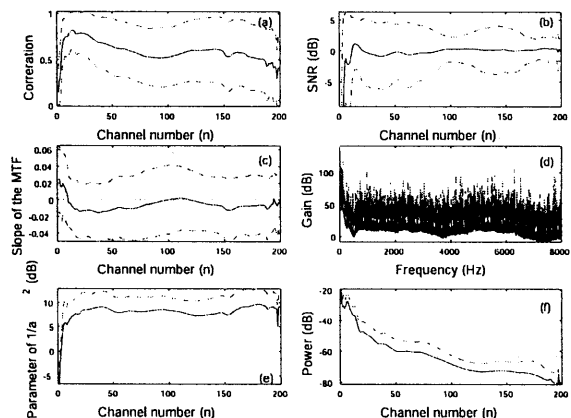 (a)
Correration
1
0.5
0
0 50 100 150 200
Channel number (n)
(b)
SNR (dB)
5
0
-5
0 50 100 150 200
Channel number (n)
(c)
Slope of the MTF
0.06
0.04
0.02
0
-0.02
-0.04
0 50 100 150 200
Channel number (n)
(d)
Gain (dB)
100
50
0
0 2000 4000 6000 8000
Frequency (Hz)
(e)
Parameter of 1/a² (dB)
10
5
0
-5
0 50 100 150 200
Channel number (n)
(f)
Power (dB)
-20
-40
-60
-80
0 50 100 150 200
Channel number (n)